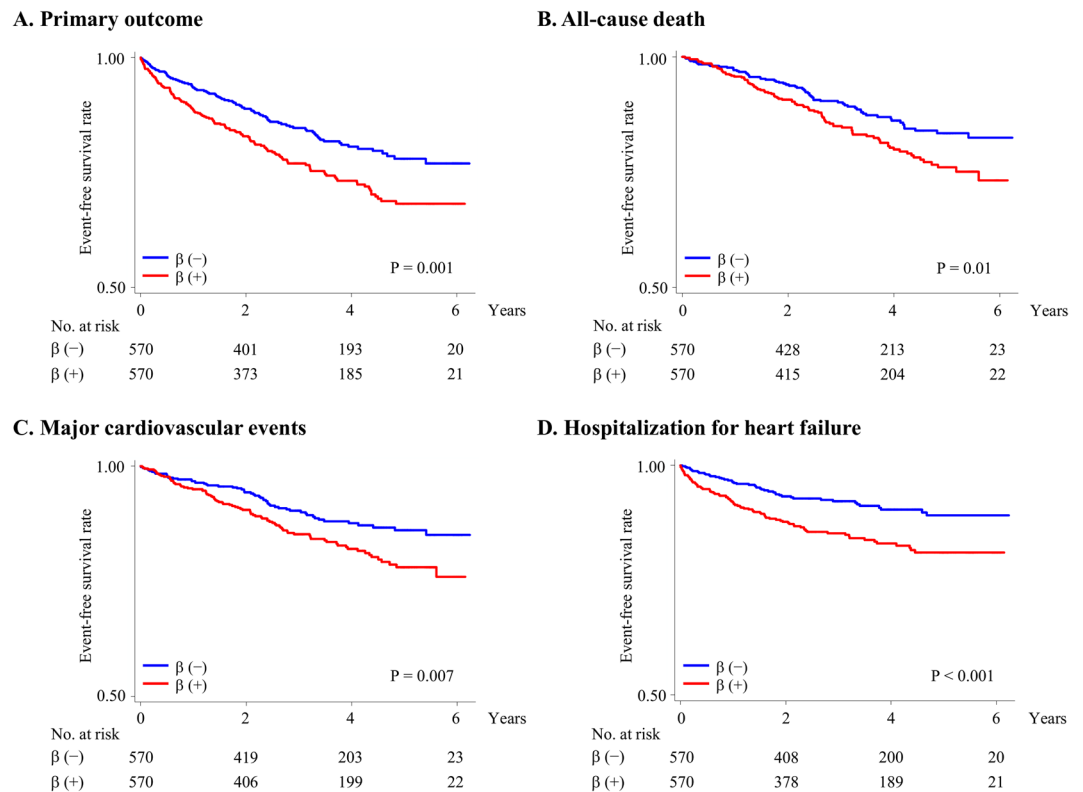 A. Primary outcome
1.00
Event-free survival rate
β (−)
β (+)
P = 0.001
0.50
0 2 4 6 Years
No. at risk
β (−) 570 401 193 20
β (+) 570 373 185 21
B. All-cause death
1.00
Event-free survival rate
β (−)
β (+)
P = 0.01
0.50
0 2 4 6 Years
No. at risk
β (−) 570 428 213 23
β (+) 570 415 204 22
C. Major cardiovascular events
1.00
Event-free survival rate
β (−)
β (+)
P = 0.007
0.50
0 2 4 6 Years
No. at risk
β (−) 570 419 203 23
β (+) 570 406 199 22
D. Hospitalization for heart failure
1.00
Event-free survival rate
β (−)
β (+)
P < 0.001
0.50
0 2 4 6 Years
No. at risk
β (−) 570 408 200 20
β (+) 570 378 189 21